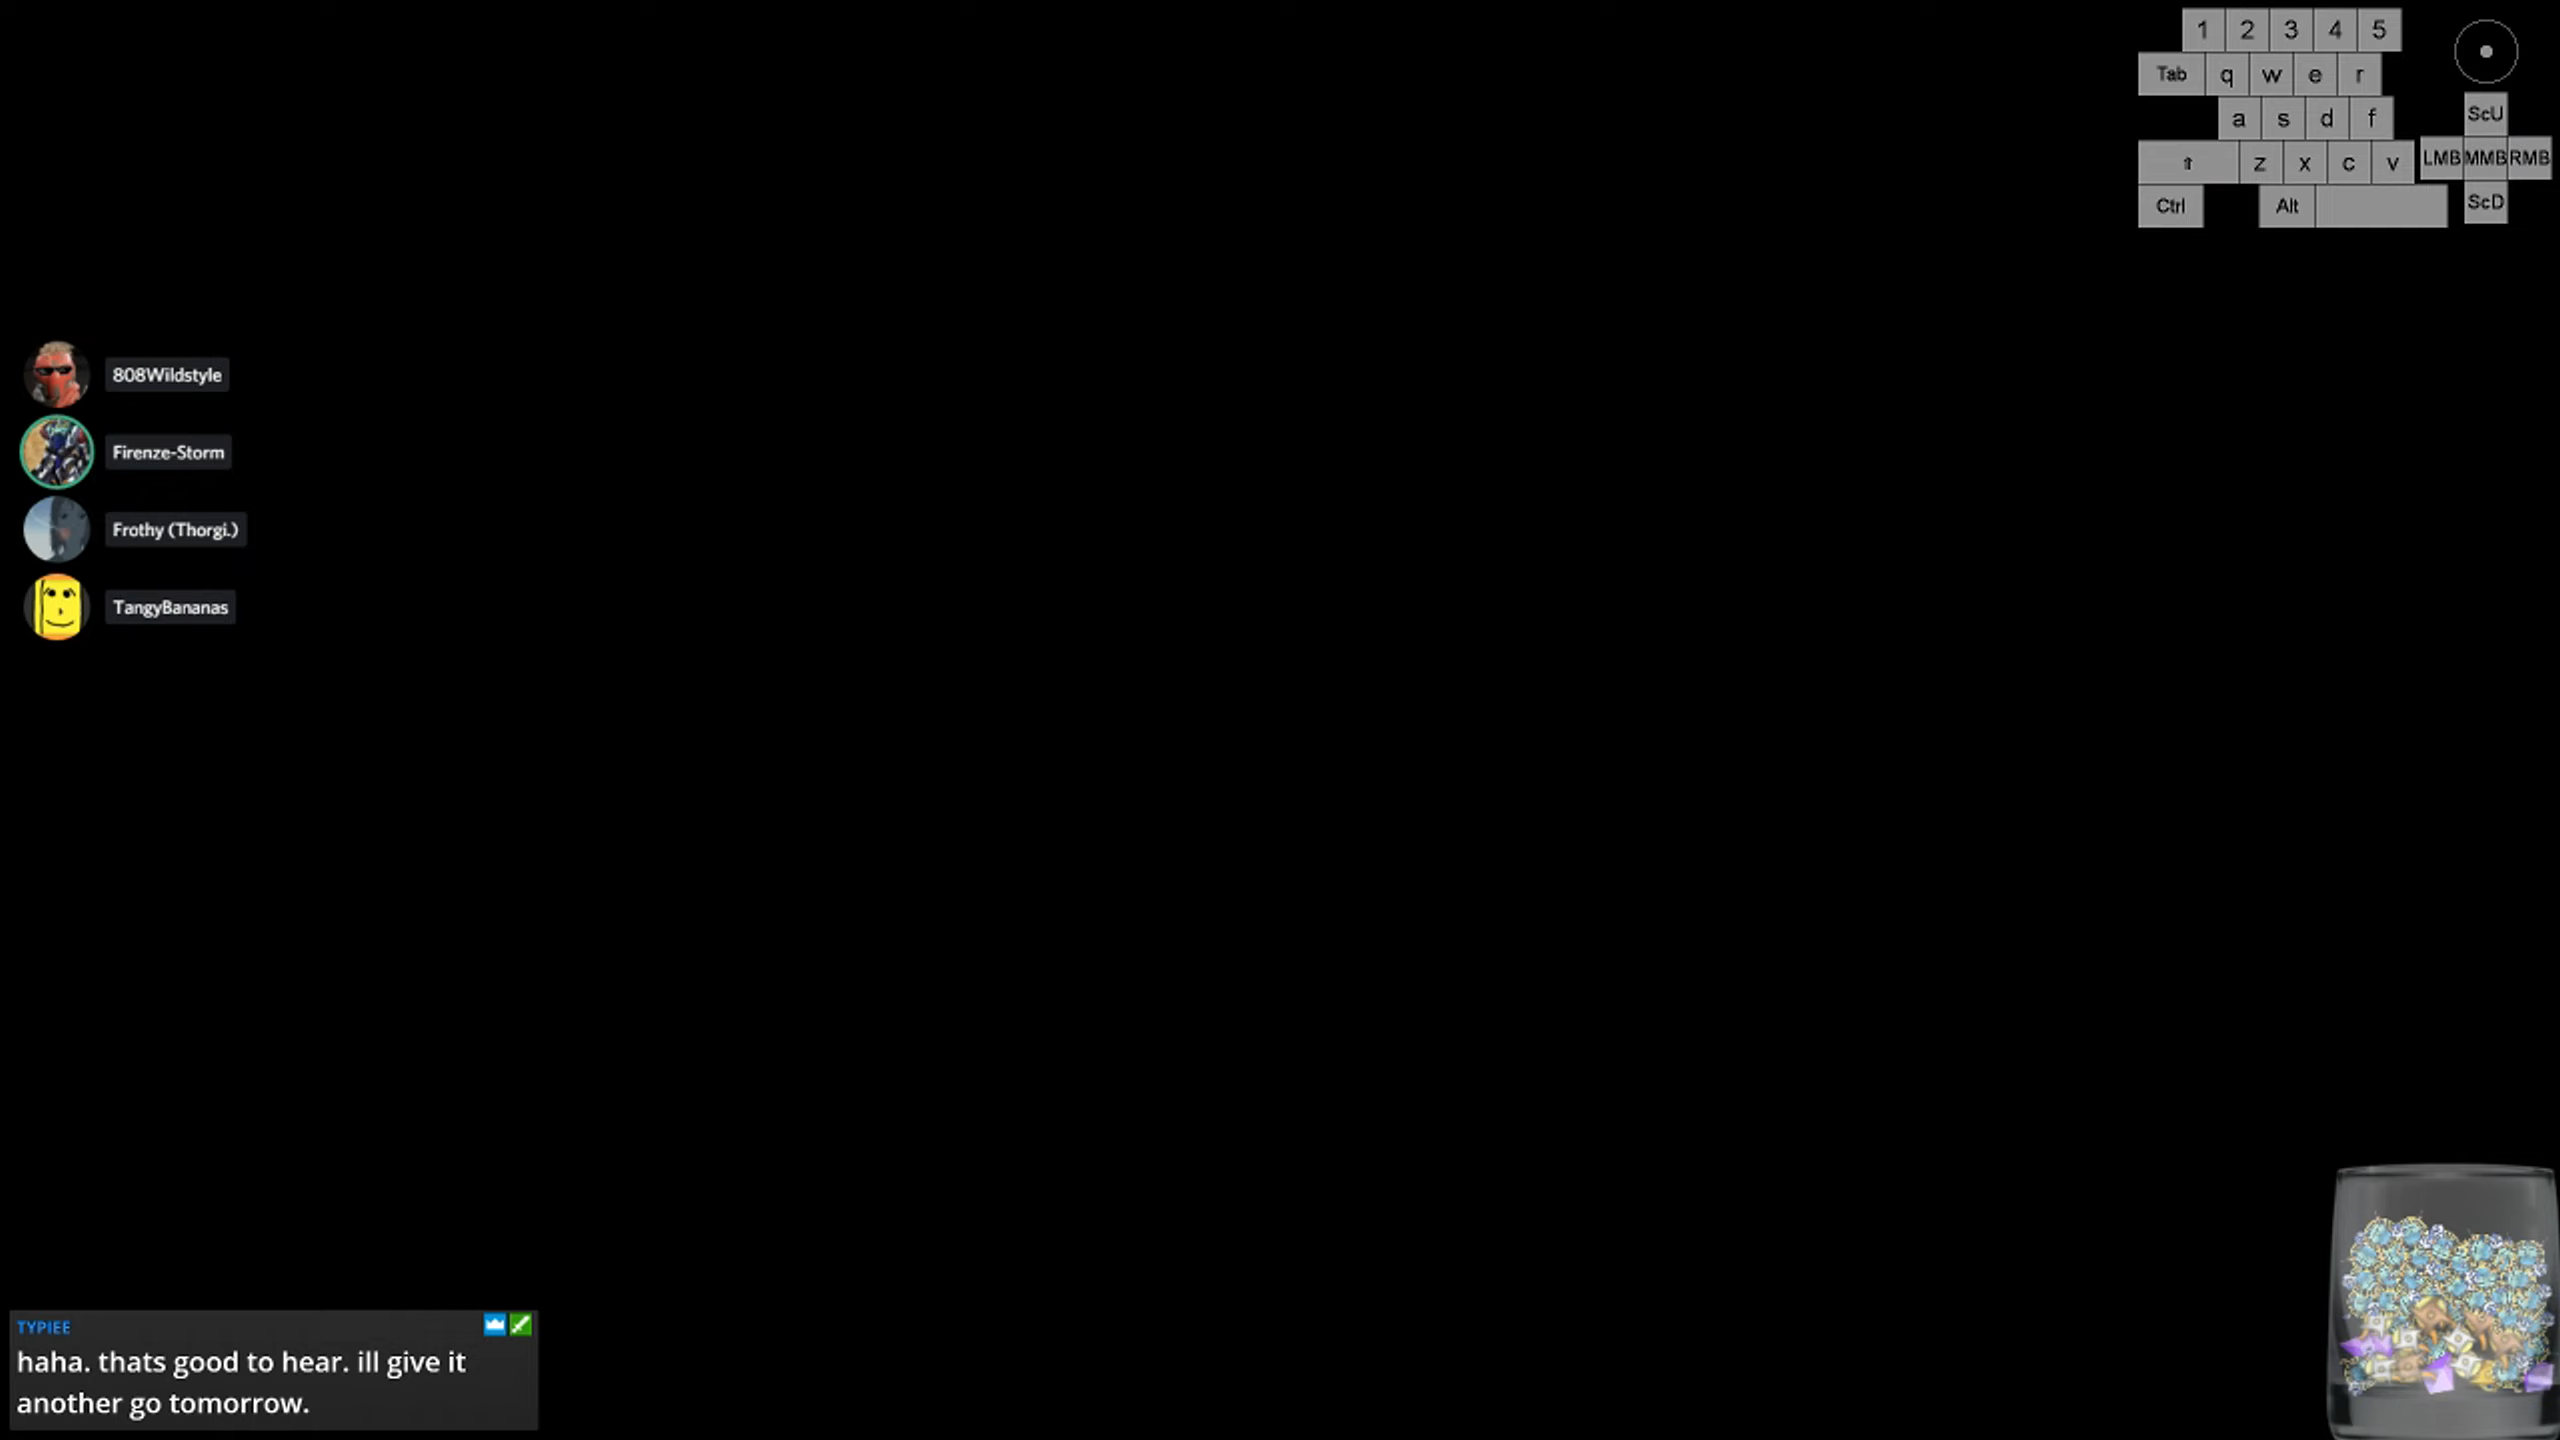 1 2 3 4 5
Tab q w e r
a s d f
⇧ z x c v
Ctrl Alt
ScU
LMB MMB RMB
ScD
808Wildstyle
Firenze-Storm
Frothy (Thorgi.)
TangyBananas
TYPIEE
haha. thats good to hear. ill give it
another go tomorrow.